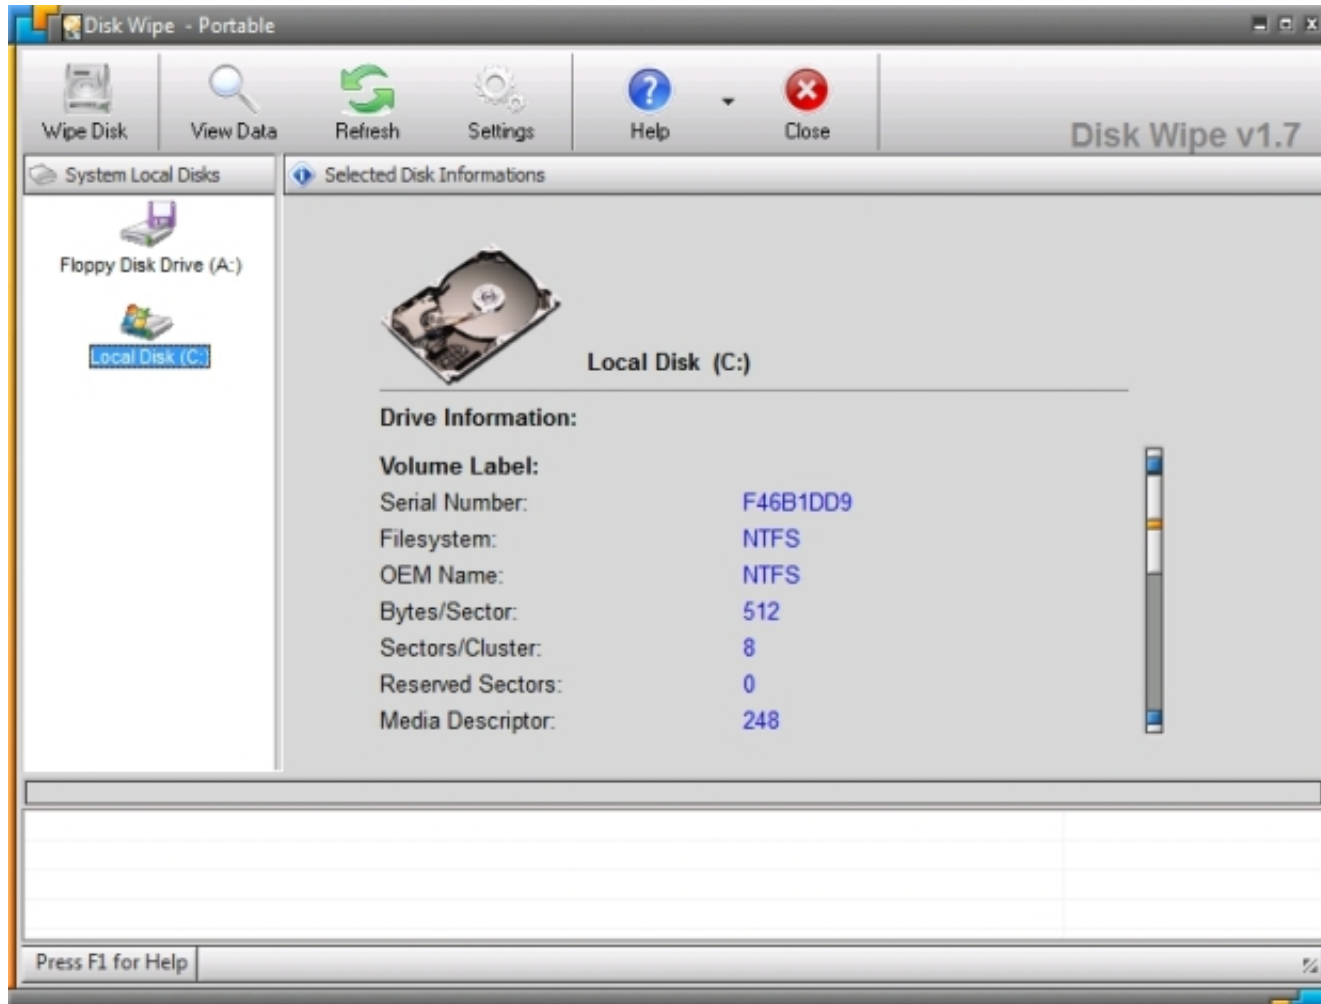 Disk Wipe - Portable
Wipe Disk View Data Refresh Settings Help Close
Disk Wipe v1.7
System Local Disks
Selected Disk Informations
Floppy Disk Drive (A:)
Local Disk (C:)
Local Disk (C:)
Drive Information:
Volume Label:
Serial Number: F46B1DD9
Filesystem: NTFS
OEM Name: NTFS
Bytes/Sector: 512
Sectors/Cluster: 8
Reserved Sectors: 0
Media Descriptor: 248
Press F1 for Help